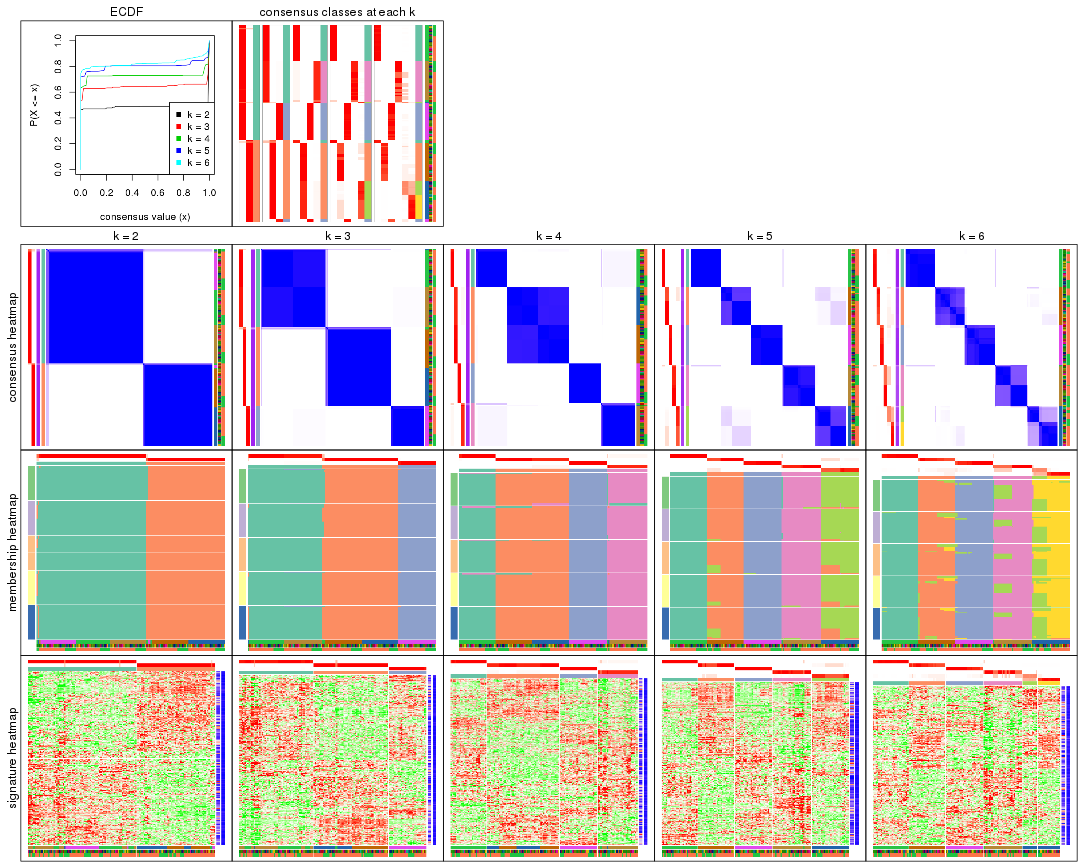 ECDF
consensus classes at each k
P(X <= x)
0.0 0.2 0.4 0.6 0.8 1.0
k = 2
k = 3
k = 4
k = 5
k = 6
0.0 0.2 0.4 0.6 0.8 1.0
consensus value (x)
k = 2
k = 3
k = 4
k = 5
k = 6
consensus heatmap
membership heatmap
signature heatmap